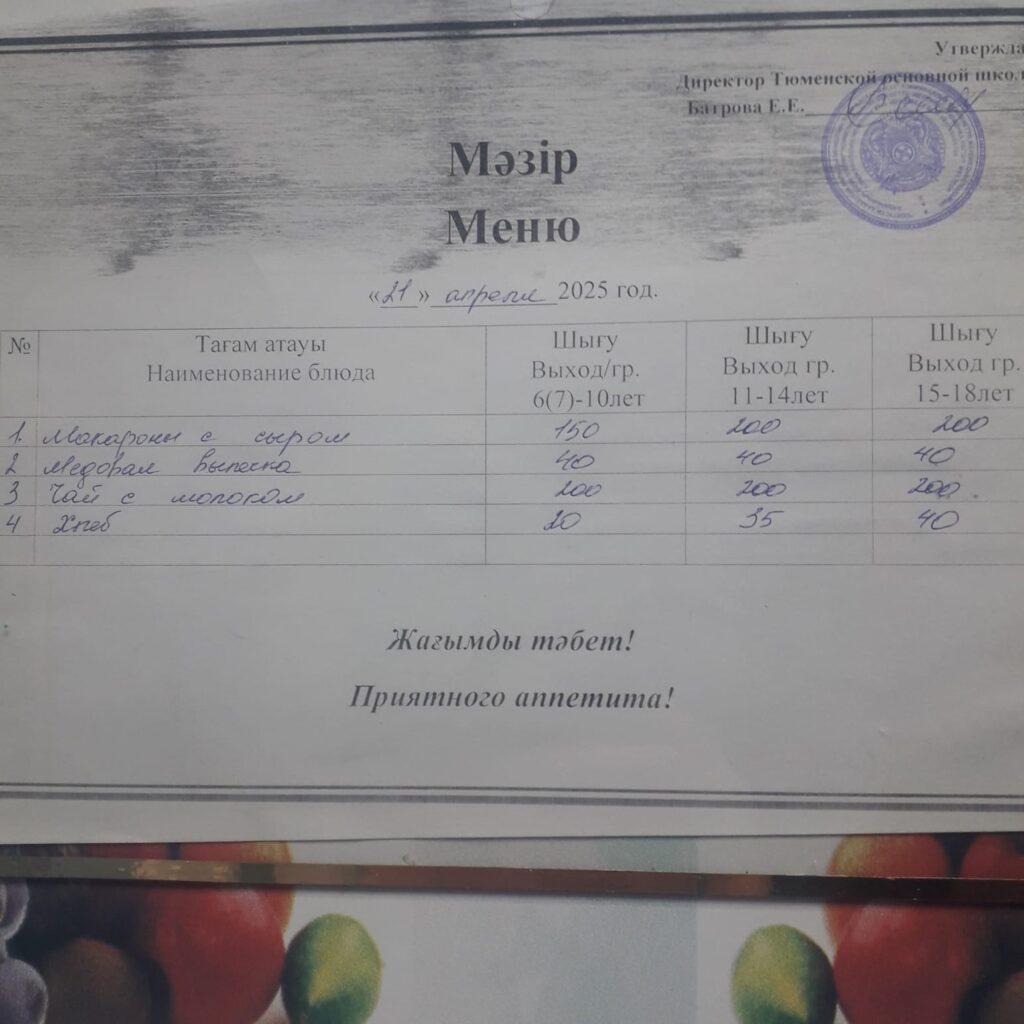 Утвержда
Директор Тюменской основной школ
Батрова Е.Е.
Мәзір
Меню
«21» апреля 2025 год.
№ Тағам атауы Наименование блюда Шығу Выход/гр. 6(7)-10лет Шығу Выход гр. 11-14лет Шығу Выход гр. 15-18лет
1. Макароны с сыром 150 200 200
2 Медовая выпечка 40 40 40
3 Чай с молоком 200 200 200
4 Хлеб 20 35 40
Жағымды тәбет!
Приятного аппетита!